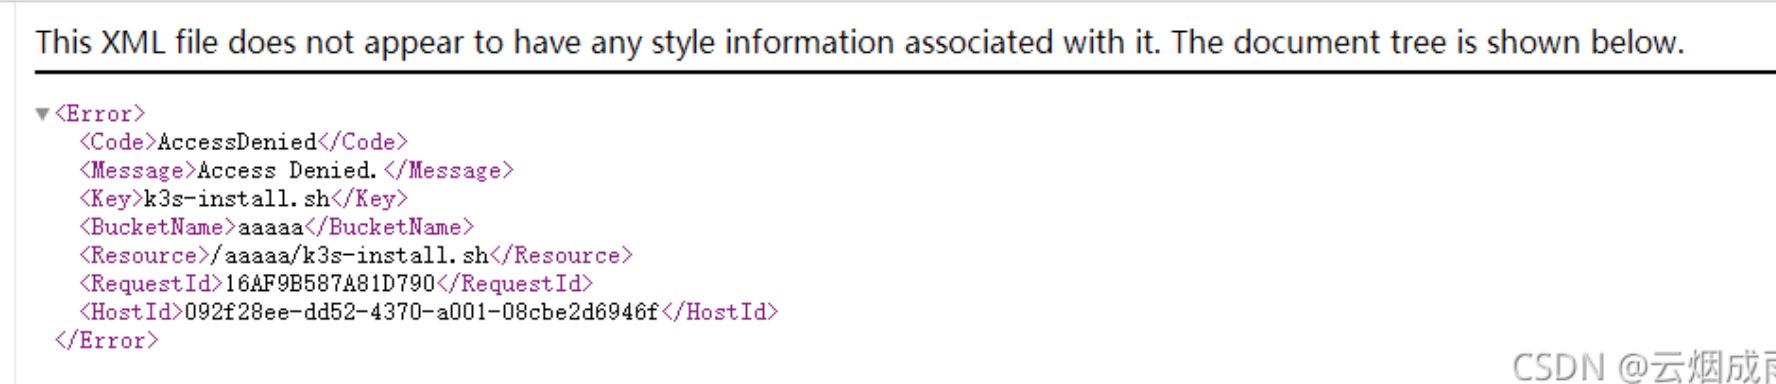 This XML file does not appear to have any style information associated with it. The document tree is shown below.
▼<Error>
<Code>AccessDenied</Code>
<Message>Access Denied.</Message>
<Key>k3s-install.sh</Key>
<BucketName>aaaaa</BucketName>
<Resource>/aaaaa/k3s-install.sh</Resource>
<RequestId>16AF9B587A81D790</RequestId>
<HostId>092f28ee-dd52-4370-a001-08cbe2d6946f</HostId>
</Error>
CSDN @云烟成雨